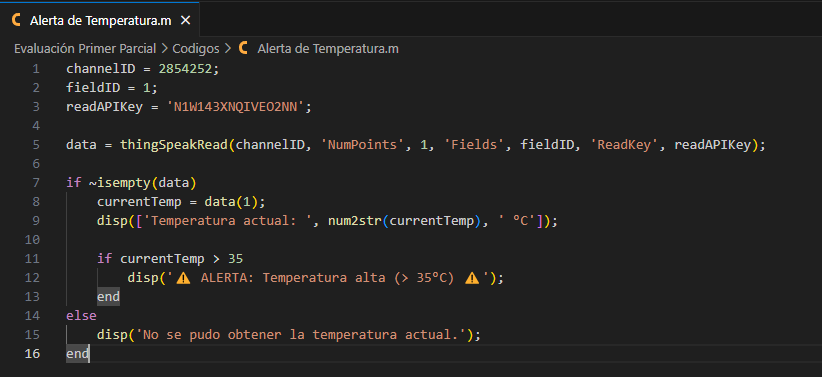 Alerta de Temperatura.m
Evaluación Primer Parcial > Codigos > Alerta de Temperatura.m
1 channelID = 2854252;
2 fieldID = 1;
3 readAPIKey = 'N1W143XNQIVEO2NN';
4
5 data = thingSpeakRead(channelID, 'NumPoints', 1, 'Fields', fieldID, 'ReadKey', readAPIKey);
6
7 if ~isempty(data)
8 currentTemp = data(1);
9 disp(['Temperatura actual: ', num2str(currentTemp), ' °C']);
10
11 if currentTemp > 35
12 disp('⚠️ ALERTA: Temperatura alta (> 35°C) ⚠️');
13 end
14 else
15 disp('No se pudo obtener la temperatura actual.');
16 end